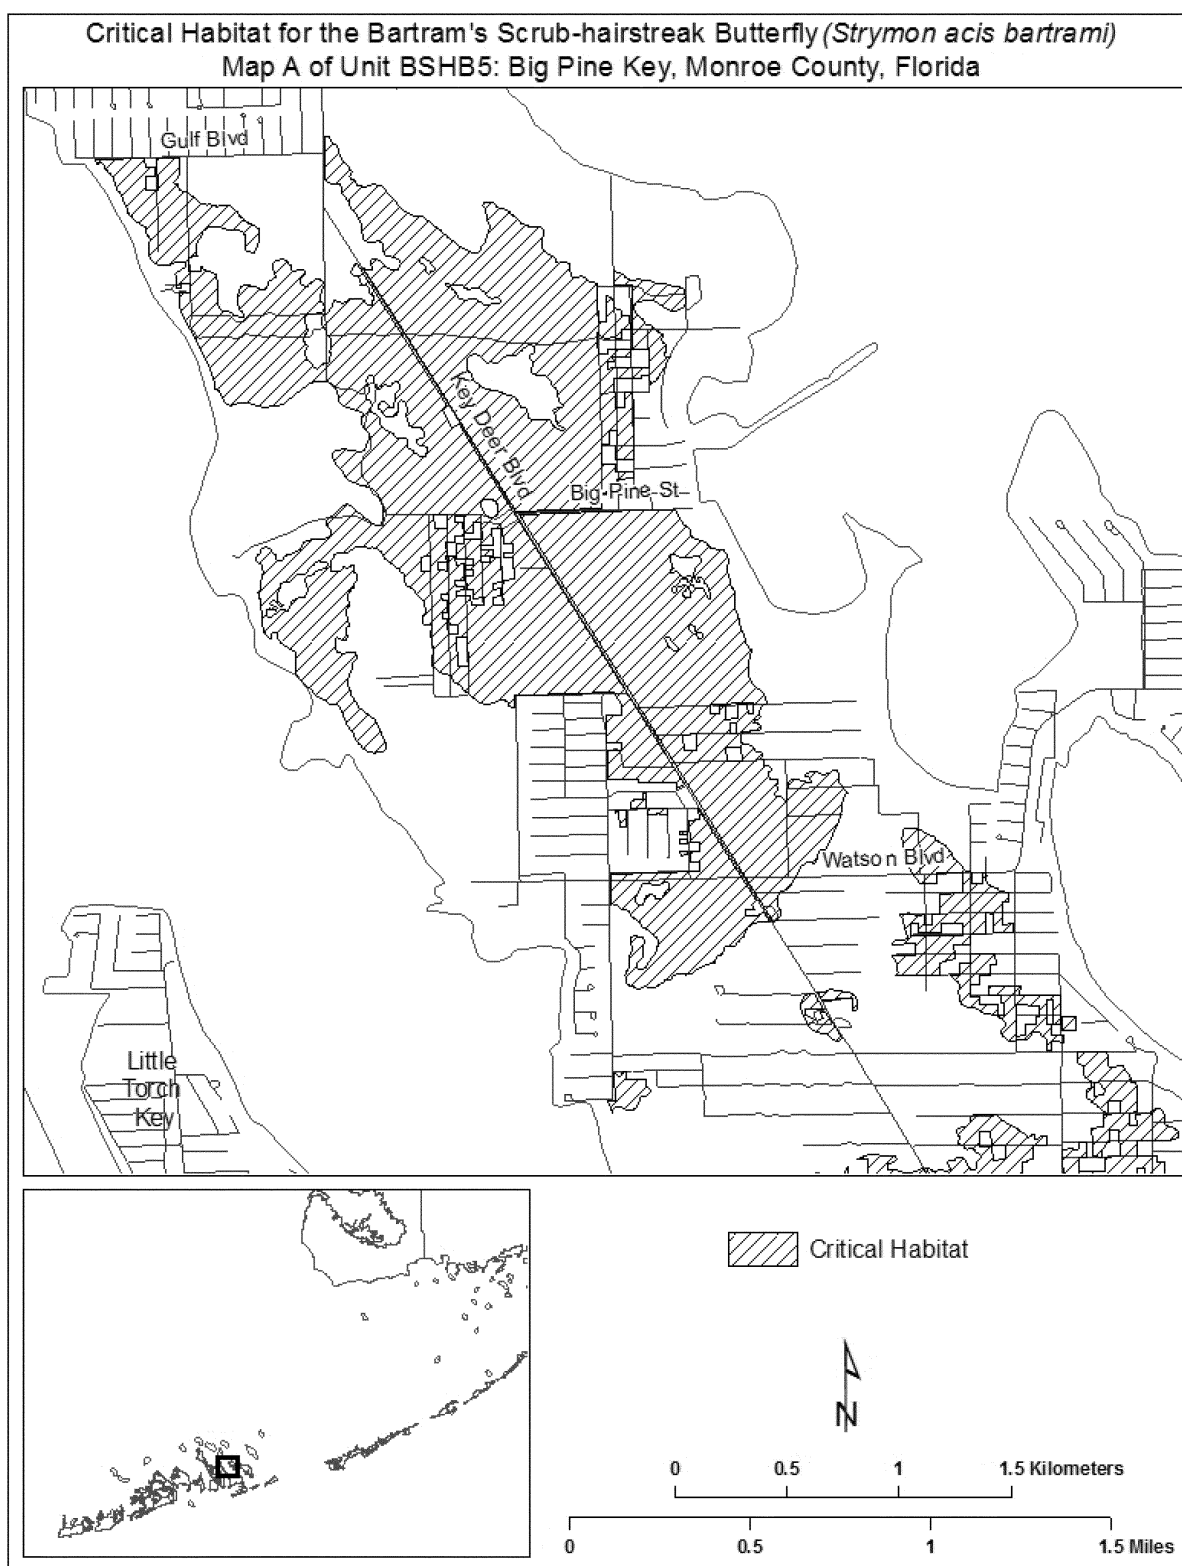 Critical Habitat for the Bartram's Scrub-hairstreak Butterfly (Strymon acis bartrami)
Map A of Unit BSHB5: Big Pine Key, Monroe County, Florida
Gulf Blvd
Key Deer Blvd
Big Pine St
Watson Blvd
Little
Torch
Key
Critical Habitat
N
0 0.5 1 1.5 Kilometers
0 0.5 1 1.5 Miles